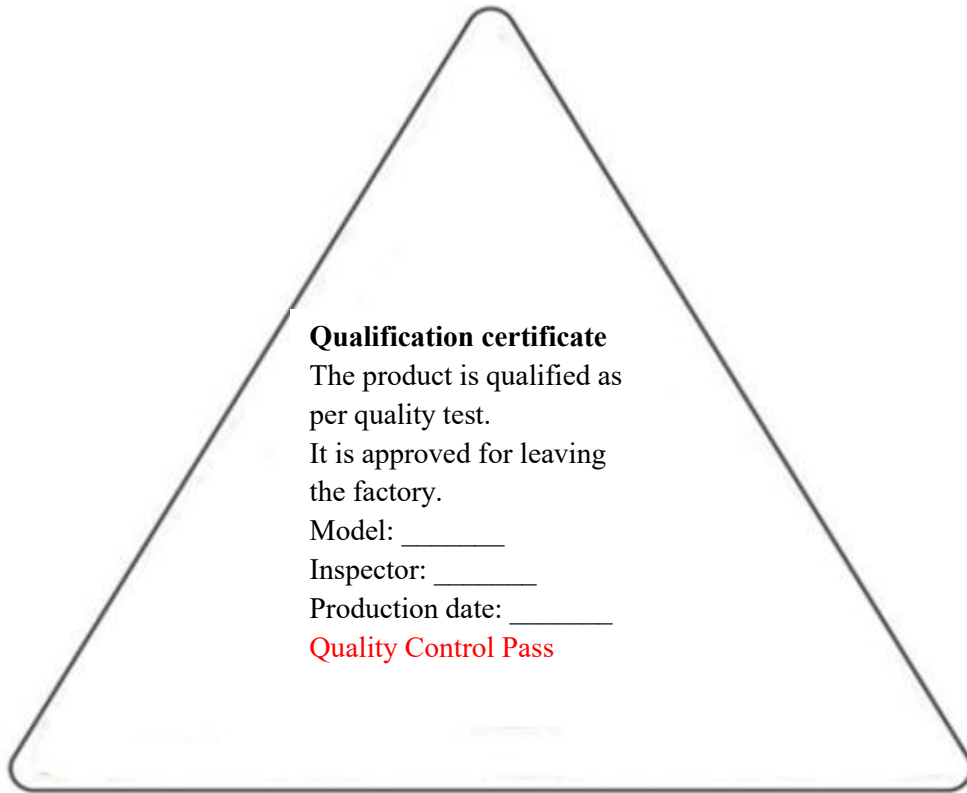 Qualification certificate
The product is qualified as
per quality test.
It is approved for leaving
the factory.
Model: _______
Inspector: _______
Production date: _______
Quality Control Pass